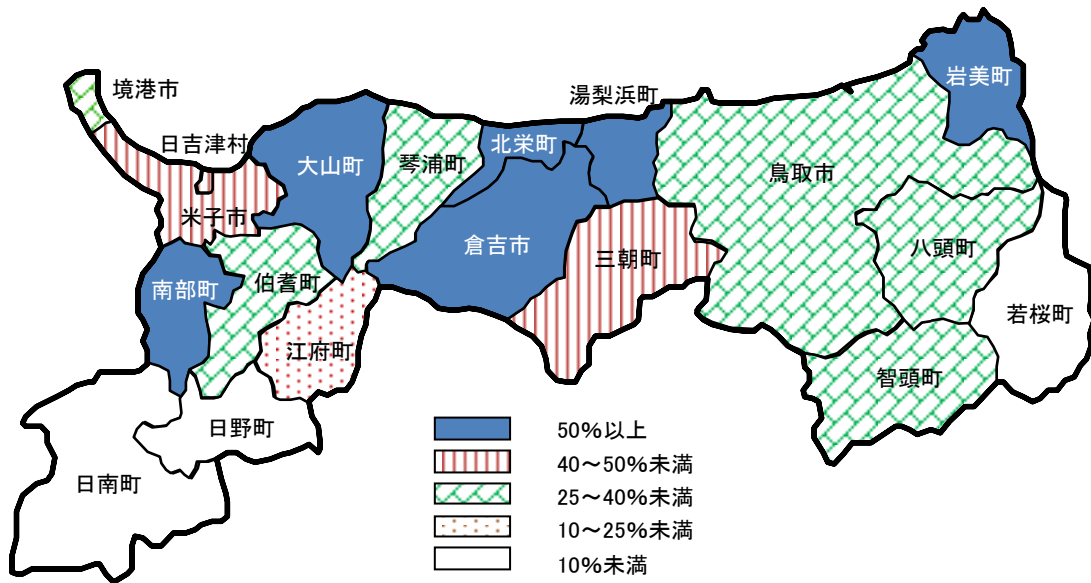 境港市
日吉津村
米子市
大山町
琴浦町
北栄町
湯梨浜町
岩美町
鳥取市
倉吉市
三朝町
八頭町
若桜町
南部町
伯耆町
江府町
智頭町
日野町
日南町
50%以上
40～50%未満
25～40%未満
10～25%未満
10%未満